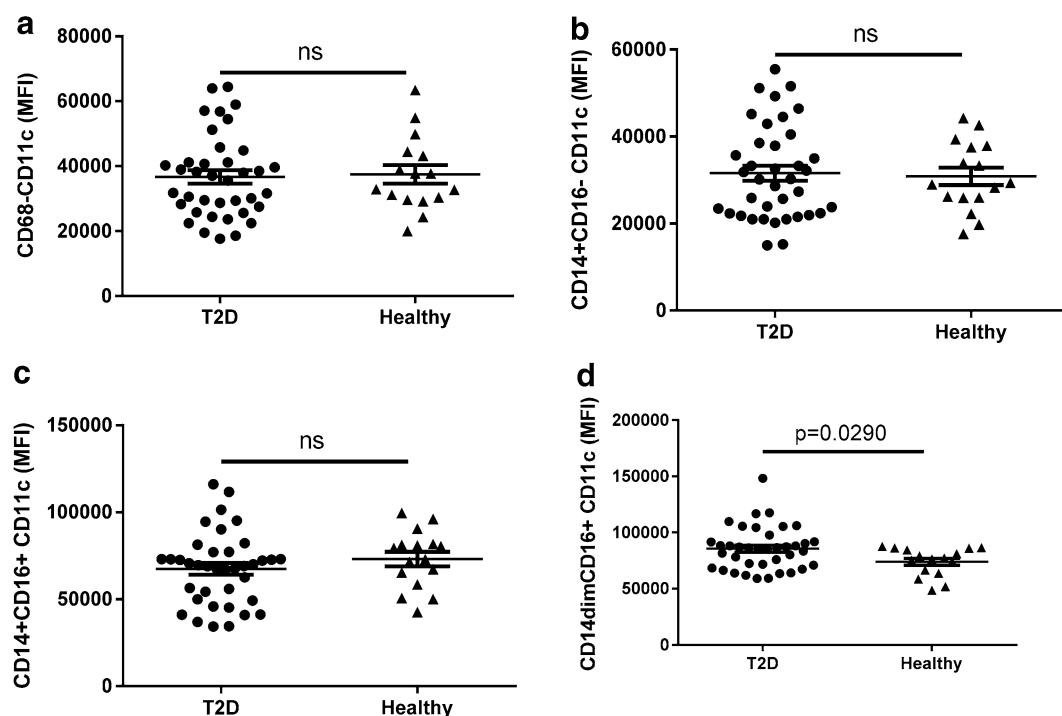 a
CD68-CD11c (MFI)
80000
60000
40000
20000
0
ns
T2D
Healthy
b
CD14+CD16- CD11c (MFI)
60000
40000
20000
0
ns
T2D
Healthy
c
CD14+CD16+ CD11c (MFI)
150000
100000
50000
0
ns
T2D
Healthy
d
CD14dimCD16+ CD11c (MFI)
200000
150000
100000
50000
0
p=0.0290
T2D
Healthy